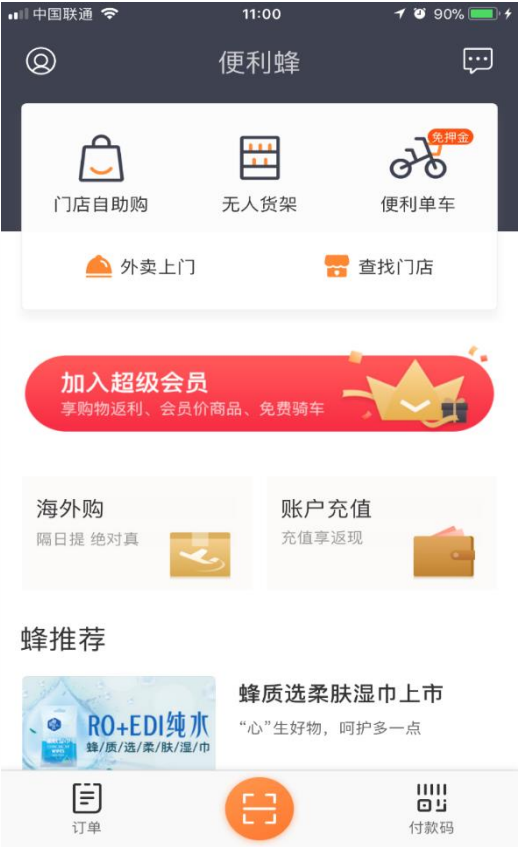 中国联通
11:00
90%
便利蜂
免押金
门店自助购
无人货架
便利单车
外卖上门
查找门店
加入超级会员
享购物返利、会员价商品、免费骑车
海外购
隔日提 绝对真
账户充值
充值享返现
蜂推荐
RO+EDI纯水
蜂/质/选/柔/肤/湿/巾
蜂质选柔肤湿巾上市
“心”生好物，呵护多一点
订单
付款码